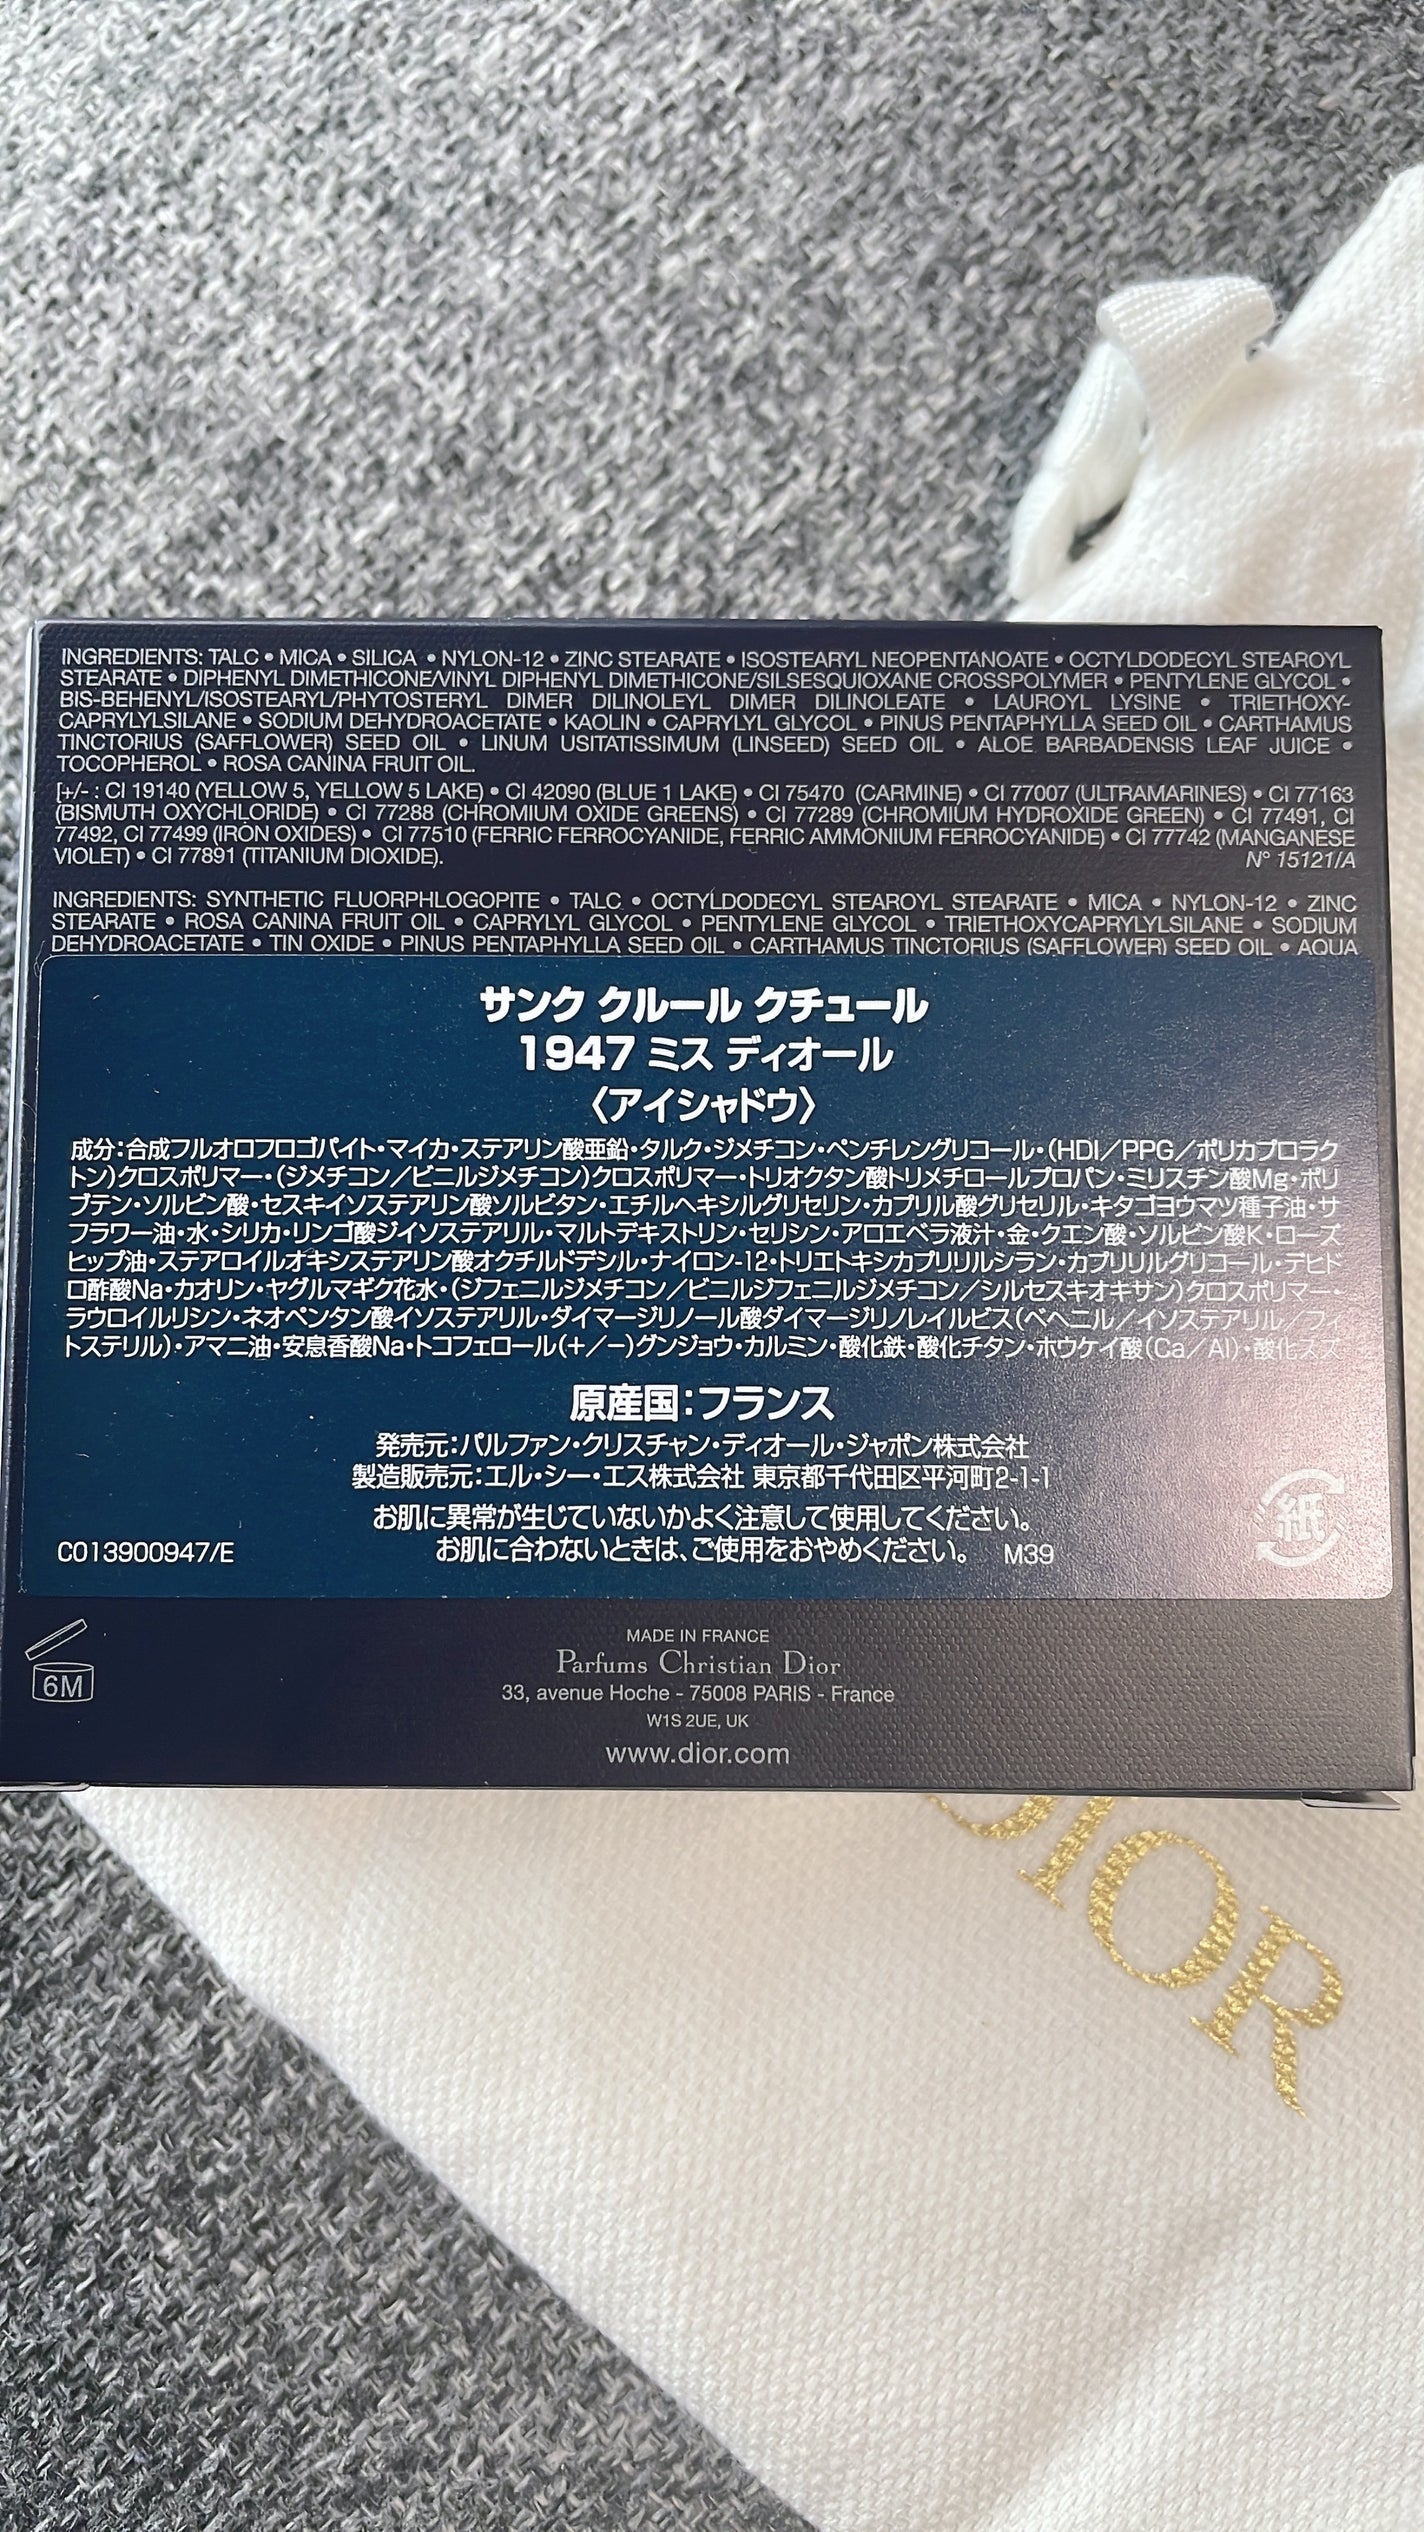 INGREDIENTS: TALC • MICA • SILICA • NYLON-12 • ZINC STEARATE • ISOSTEARYL NEOPENTANOATE • OCTYLDODECYL STEAROYL
STEARATE • DIPHENYL DIMETHICONE/VINYL DIPHENYL DIMETHICONE/SILSESQUIOXANE CROSSPOLYMER • PENTYLENE GLYCOL •
BIS-BEHENYL/ISOSTEARYL/PHYTOSTERYL DIMER DILINOLEYL DIMER DILINOLEATE • LAUROYL LYSINE • TRIETHOXY-
CAPRYLYLSILANE • SODIUM DEHYDROACETATE • KAOLIN • CAPRYLYL GLYCOL • PINUS PENTAPHYLLA SEED OIL • CARTHAMUS
TINCTORIUS (SAFFLOWER) SEED OIL • LINUM USITATISSIMUM (LINSEED) SEED OIL • ALOE BARBADENSIS LEAF JUICE •
TOCOPHEROL • ROSA CANINA FRUIT OIL.
[+/- : CI 19140 (YELLOW 5, YELLOW 5 LAKE) • CI 42090 (BLUE 1 LAKE) • CI 75470 (CARMINE) • CI 77007 (ULTRAMARINES) • CI 77163
(BISMUTH OXYCHLORIDE) • CI 77288 (CHROMIUM OXIDE GREENS) • CI 77289 (CHROMIUM HYDROXIDE GREEN) • CI 77491, CI
77492, CI 77499 (IRON OXIDES) • CI 77510 (FERRIC FERROCYANIDE, FERRIC AMMONIUM FERROCYANIDE) • CI 77742 (MANGANESE
VIOLET) • CI 77891 (TITANIUM DIOXIDE). N° 15121/A
INGREDIENTS: SYNTHETIC FLUORPHLOGOPITE • TALC • OCTYLDODECYL STEAROYL STEARATE • MICA • NYLON-12 • ZINC
STEARATE • ROSA CANINA FRUIT OIL • CAPRYLYL GLYCOL • PENTYLENE GLYCOL • TRIETHOXYCAPRYLYLSILANE • SODIUM
DEHYDROACETATE • TIN OXIDE • PINUS PENTAPHYLLA SEED OIL • CARTHAMUS TINCTORIUS (SAFFLOWER) SEED OIL • AQUA
サンク クルール クチュール
1947 ミス ディオール
〈アイシャドウ〉
成分:合成フルオロフロゴパイト・マイカ・ステアリン酸亜鉛・タルク・ジメチコン・ペンチレングリコール・(HDI／PPG／ポリカプロラク
トン)クロスポリマー・(ジメチコン／ビニルジメチコン)クロスポリマー・トリオクタン酸トリメチロールプロパン・ミリスチン酸Mg・ポリ
ブテン・ソルビン酸・セスキイソステアリン酸ソルビタン・エチルヘキシルグリセリン・カプリル酸グリセリル・キタゴヨウマツ種子油・サ
フラワー油・水・シリカ・リンゴ酸ジイソステアリル・マルトデキストリン・セリシン・アロエベラ液汁・金・クエン酸・ソルビン酸K・ローズ
ヒップ油・ステアロイルオキシステアリン酸オクチルドデシル・ナイロン-12・トリエトキシカプリリルシラン・カプリリルグリコール・デヒド
ロ酢酸Na・カオリン・ヤグルマギク花水・(ジフェニルジメチコン／ビニルジフェニルジメチコン／シルセスキオキサン)クロスポリマー・
ラウロイルリシン・ネオペンタン酸イソステアリル・ダイマージリノール酸ダイマージリノレイルビス(ベヘニル／イソステアリル／フィ
トステリル)・アマニ油・安息香酸Na・トコフェロール(＋／－)グンジョウ・カルミン・酸化鉄・酸化チタン・ホウケイ酸(Ca／Al)・酸化スズ
原産国:フランス
発売元:パルファン・クリスチャン・ディオール・ジャポン株式会社
製造販売元:エル・シー・エス株式会社 東京都千代田区平河町2-1-1
お肌に異常が生じていないかよく注意して使用してください。
お肌に合わないときは、ご使用をおやめください。 M39
C013900947/E
紙
6M
MADE IN FRANCE
Parfums Christian Dior
33, avenue Hoche - 75008 PARIS - France
W1S 2UE, UK
www.dior.com
DIOR